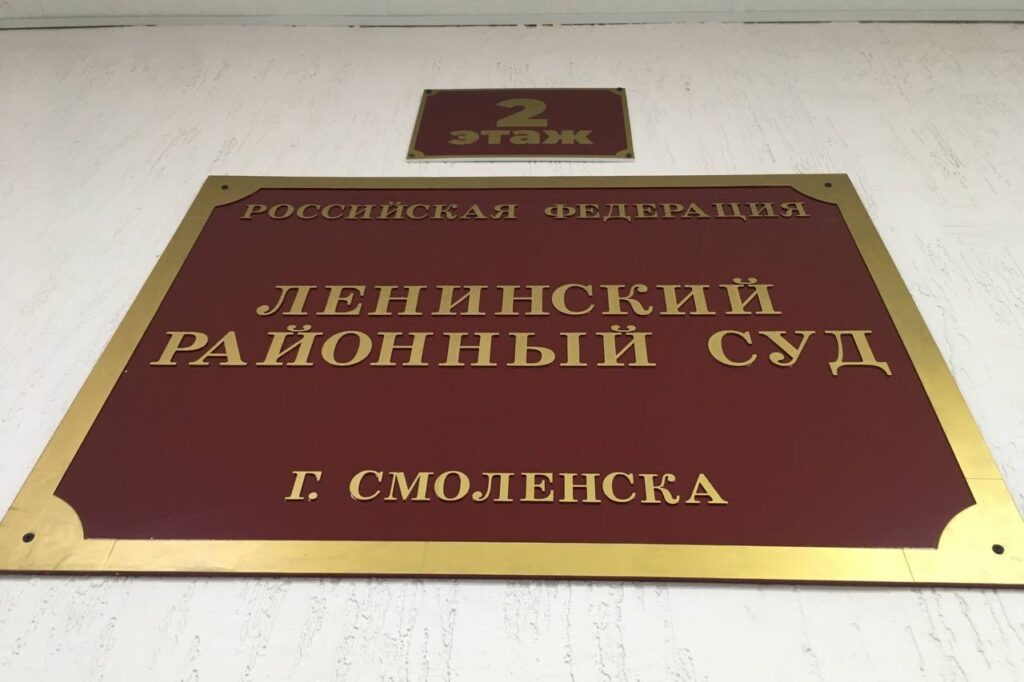 2
этаж
РОССИЙСКАЯ ФЕДЕРАЦИЯ
ЛЕНИНСКИЙ
РАЙОННЫЙ СУД
Г. СМОЛЕНСКА